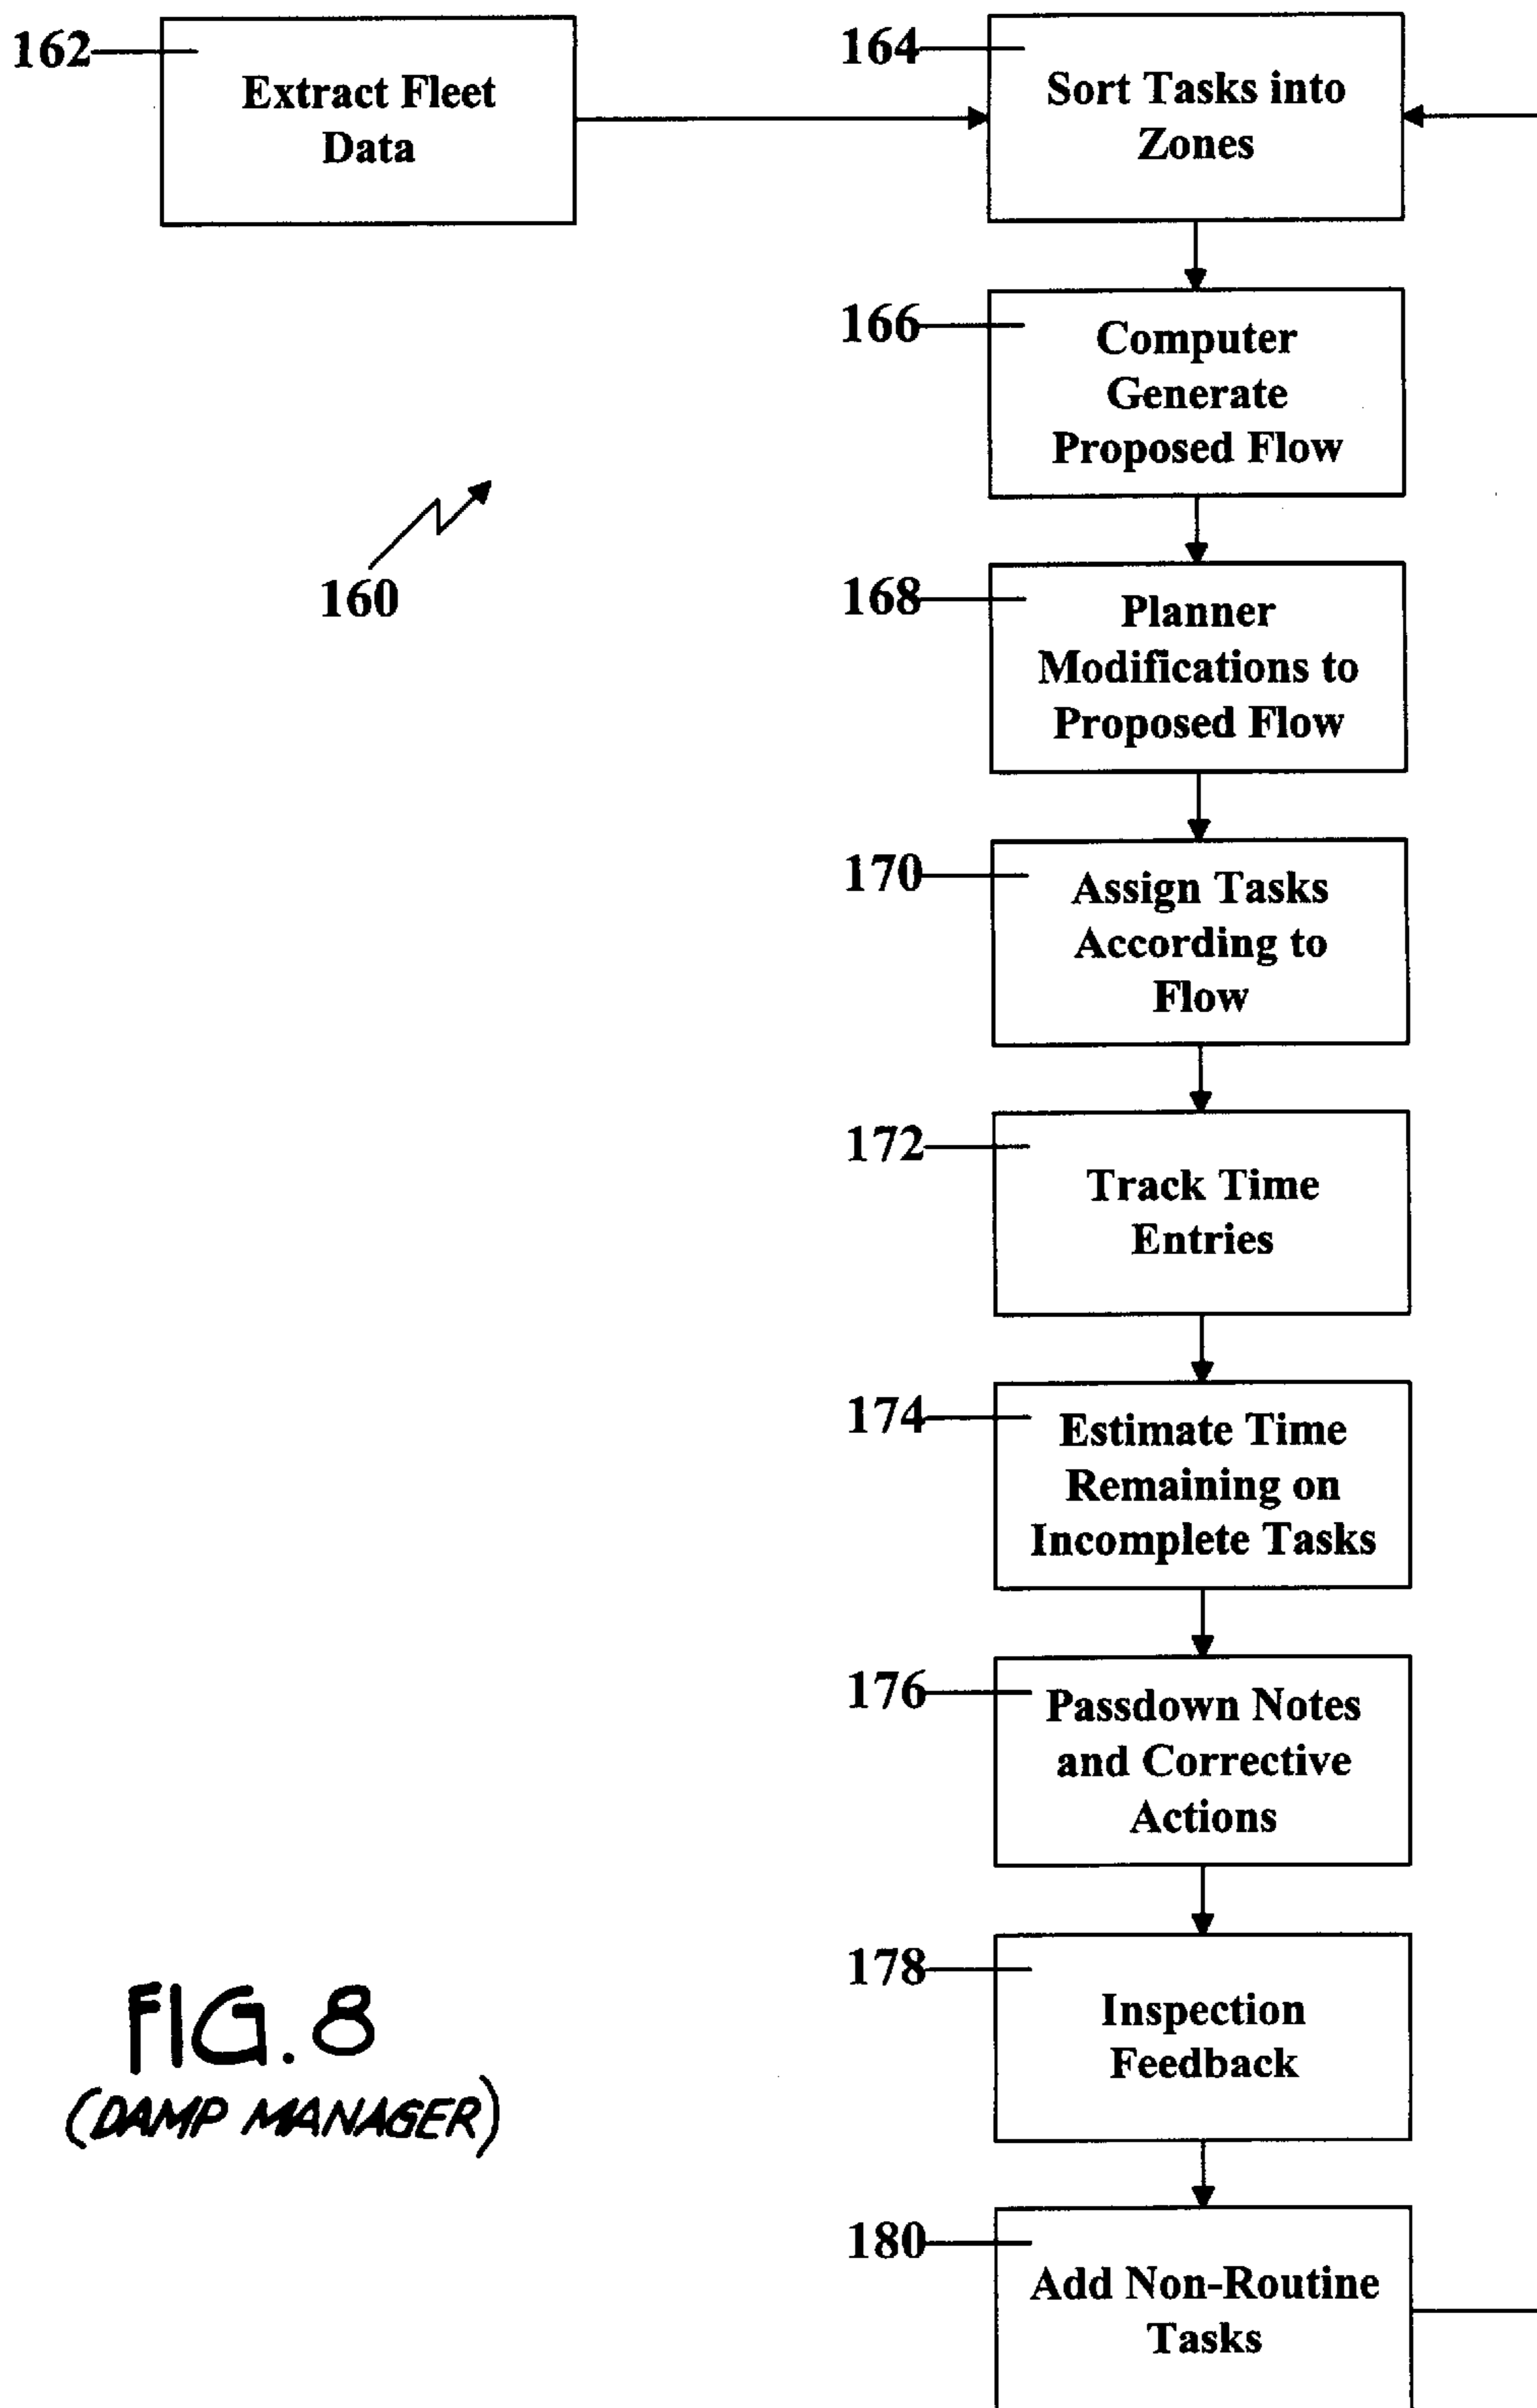 162
Extract Fleet
Data
164
Sort Tasks into
Zones
166
Computer
Generate
Proposed Flow
160
168
Planner
Modifications to
Proposed Flow
170
Assign Tasks
According to
Flow
172
Track Time
Entries
174
Estimate Time
Remaining on
Incomplete Tasks
176
Passdown Notes
and Corrective
Actions
178
Inspection
Feedback
180
Add Non-Routine
Tasks
FIG. 8
(DAMP MANAGER)